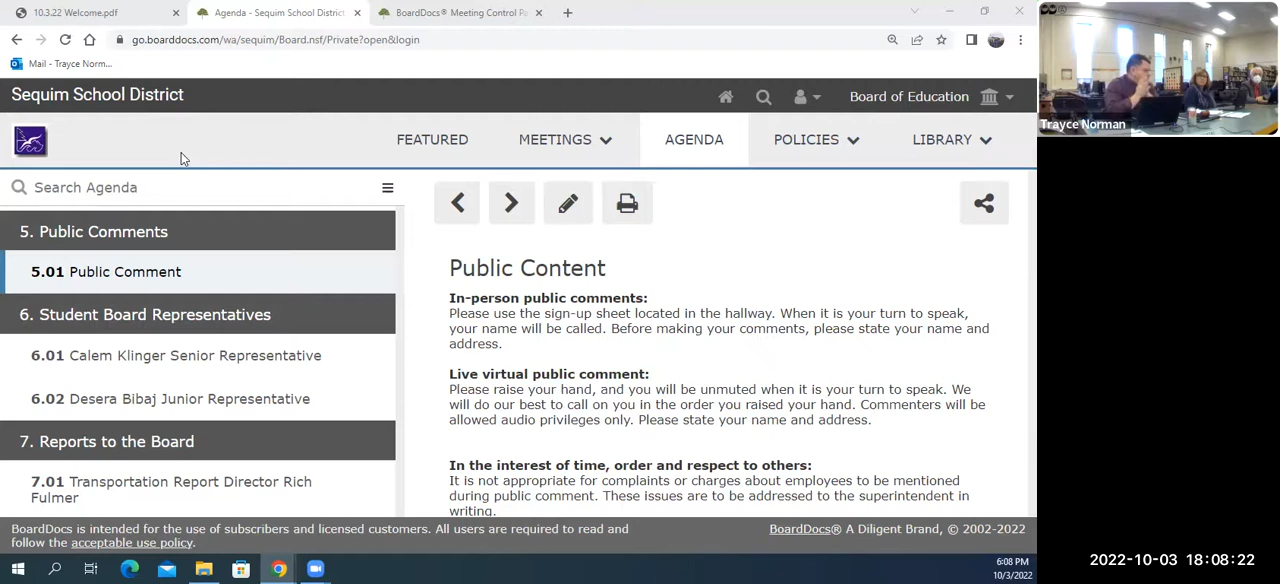 10.3.22 Welcome.pdf
Agenda - Sequim School District
BoardDocs® Meeting Control Pa
go.boarddocs.com/wa/sequim/Board.nsf/Private?open&login
Mail - Trayce Norm...
Sequim School District
Board of Education
FEATURED
MEETINGS
AGENDA
POLICIES
LIBRARY
Search Agenda
5. Public Comments
5.01 Public Comment
6. Student Board Representatives
6.01 Calem Klinger Senior Representative
6.02 Desera Bibaj Junior Representative
7. Reports to the Board
7.01 Transportation Report Director Rich
Fulmer
Public Content
In-person public comments:
Please use the sign-up sheet located in the hallway. When it is your turn to speak,
your name will be called. Before making your comments, please state your name and
address.
Live virtual public comment:
Please raise your hand, and you will be unmuted when it is your turn to speak. We
will do our best to call on you in the order you raised your hand. Commenters will be
allowed audio privileges only. Please state your name and address.
In the interest of time, order and respect to others:
It is not appropriate for complaints or charges about employees to be mentioned
during public comment. These issues are to be addressed to the superintendent in
writing.
BoardDocs is intended for the use of subscribers and licensed customers. All users are required to read and
follow the acceptable use policy.
BoardDocs® A Diligent Brand, © 2002-2022
6:08 PM
10/3/2022
Trayce Norman
2022-10-03 18:08:22